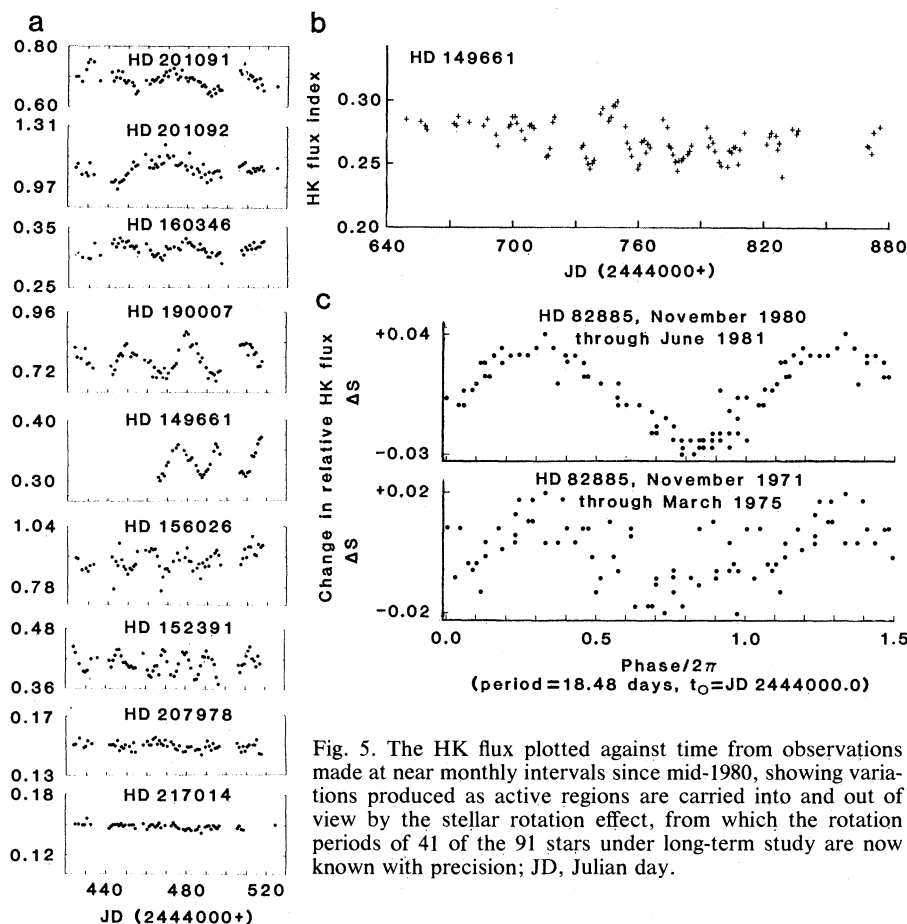 a
0.80
HD 201091
0.60
1.31
HD 201092
0.97
0.35
HD 160346
0.25
0.96
HD 190007
0.72
0.40
HD 149661
0.30
1.04
HD 156026
0.78
0.48
HD 152391
0.36
0.17
HD 207978
0.13
0.18
HD 217014
0.12
440 480 520
JD (2444000+)
b
HD 149661
HK flux index
0.30
0.25
0.20
640 700 760 820 880
JD (2444000+)
c
HD 82885, November 1980
through June 1981
+0.04
-0.03
Change in relative HK flux
ΔS
ΔS
HD 82885, November 1971
through March 1975
+0.02
-0.02
0.0 0.5 1.0 1.5
Phase/2π
(period=18.48 days, tO=JD 2444000.0)
Fig. 5. The HK flux plotted against time from observations
made at near monthly intervals since mid-1980, showing varia-
tions produced as active regions are carried into and out of
view by the stellar rotation effect, from which the rotation
periods of 41 of the 91 stars under long-term study are now
known with precision; JD, Julian day.